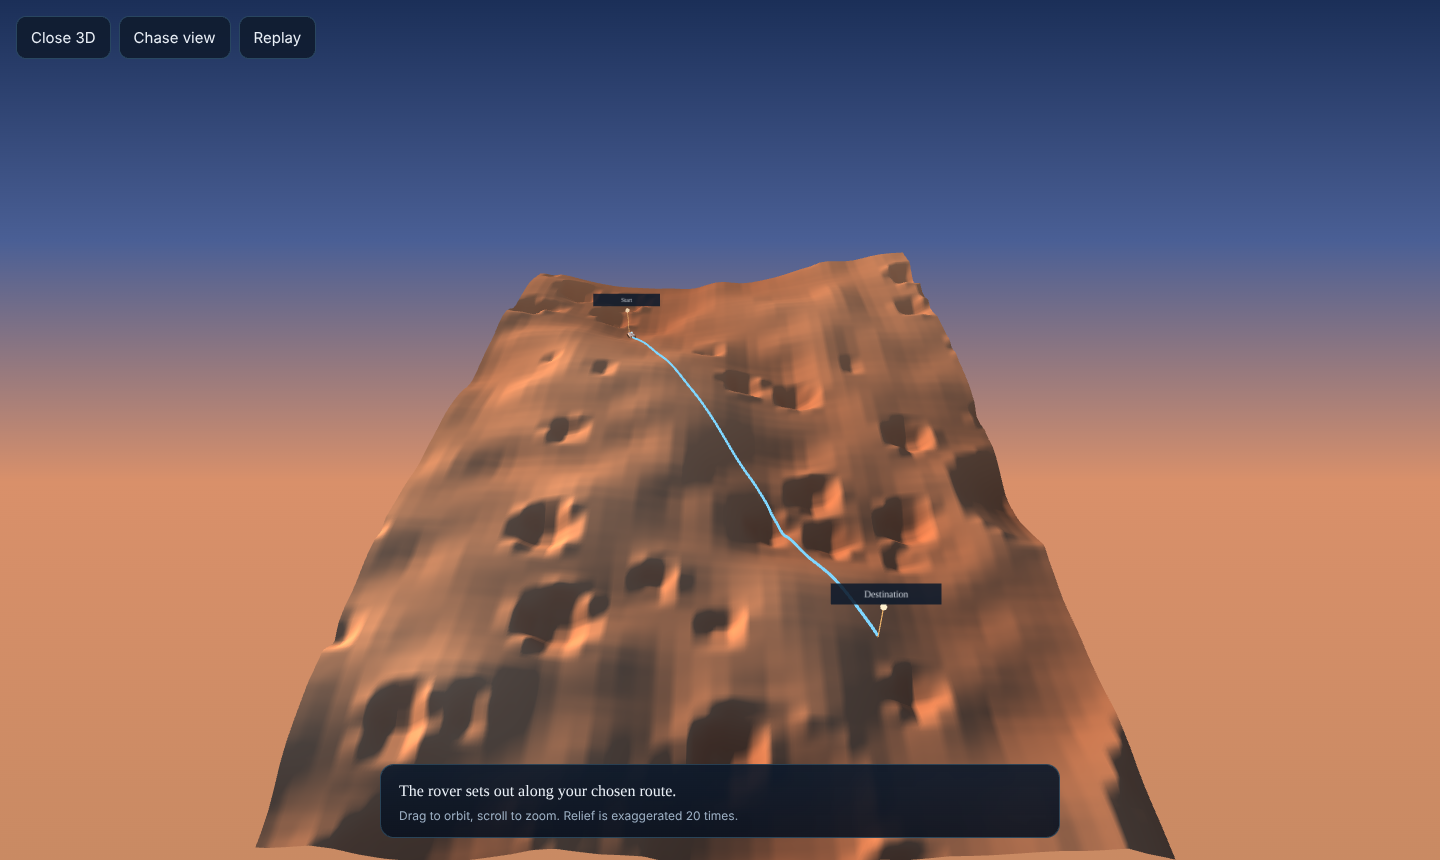 Close 3D
Chase view
Replay
Start
Destination
The rover sets out along your chosen route.
Drag to orbit, scroll to zoom. Relief is exaggerated 20 times.